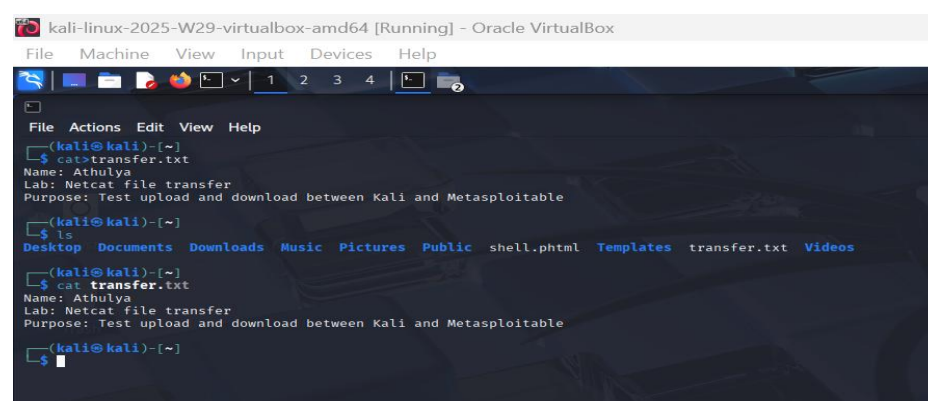 kali-linux-2025-W29-virtualbox-amd64 [Running] - Oracle VirtualBox
File Machine View Input Devices Help
1 2 3 4 2
File Actions Edit View Help
(kali㉿kali)-[~]
$ cat>transfer.txt
Name: Athulya
Lab: Netcat file transfer
Purpose: Test upload and download between Kali and Metasploitable
(kali㉿kali)-[~]
$ ls
Desktop Documents Downloads Music Pictures Public shell.phtml Templates transfer.txt Videos
(kali㉿kali)-[~]
$ cat transfer.txt
Name: Athulya
Lab: Netcat file transfer
Purpose: Test upload and download between Kali and Metasploitable
(kali㉿kali)-[~]
$